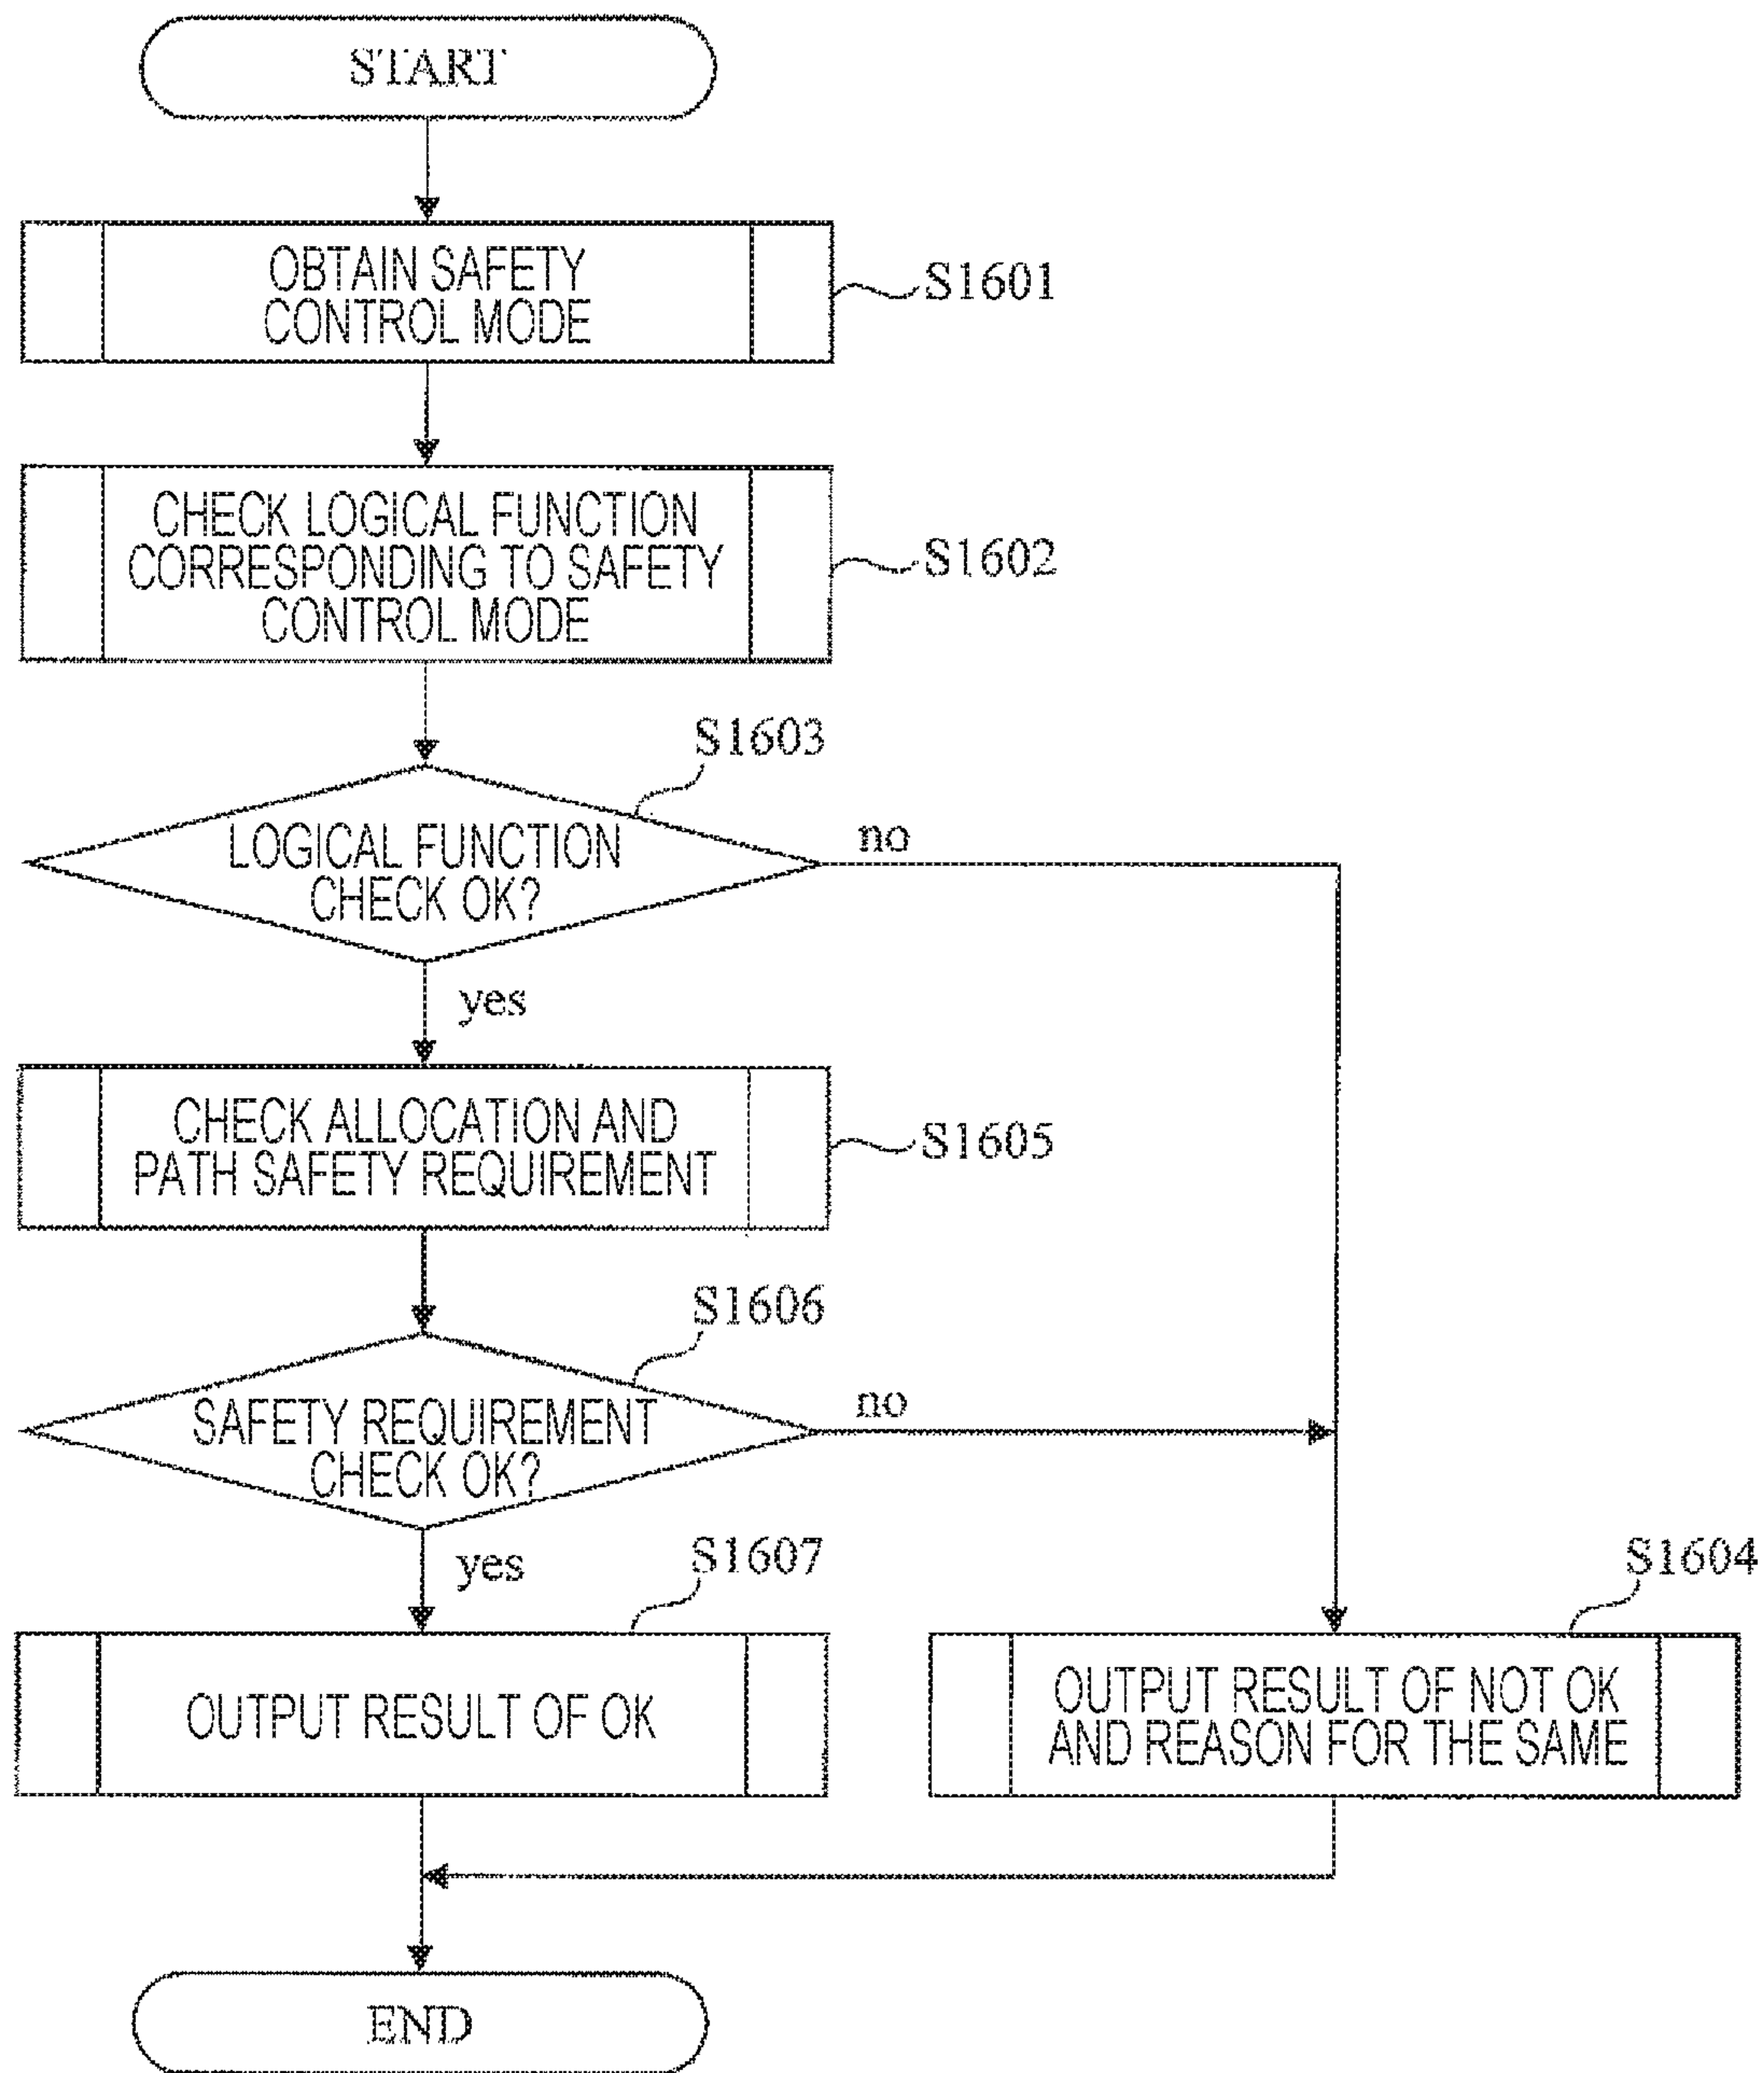 START
OBTAIN SAFETY
CONTROL MODE
S1601
CHECK LOGICAL FUNCTION
CORRESPONDING TO SAFETY
CONTROL MODE
S1602
S1603
LOGICAL FUNCTION
CHECK OK?
no
yes
CHECK ALLOCATION AND
PATH SAFETY REQUIREMENT
S1605
S1606
SAFETY REQUIREMENT
CHECK OK?
no
yes
S1607
OUTPUT RESULT OF OK
S1604
OUTPUT RESULT OF NOT OK
AND REASON FOR THE SAME
END